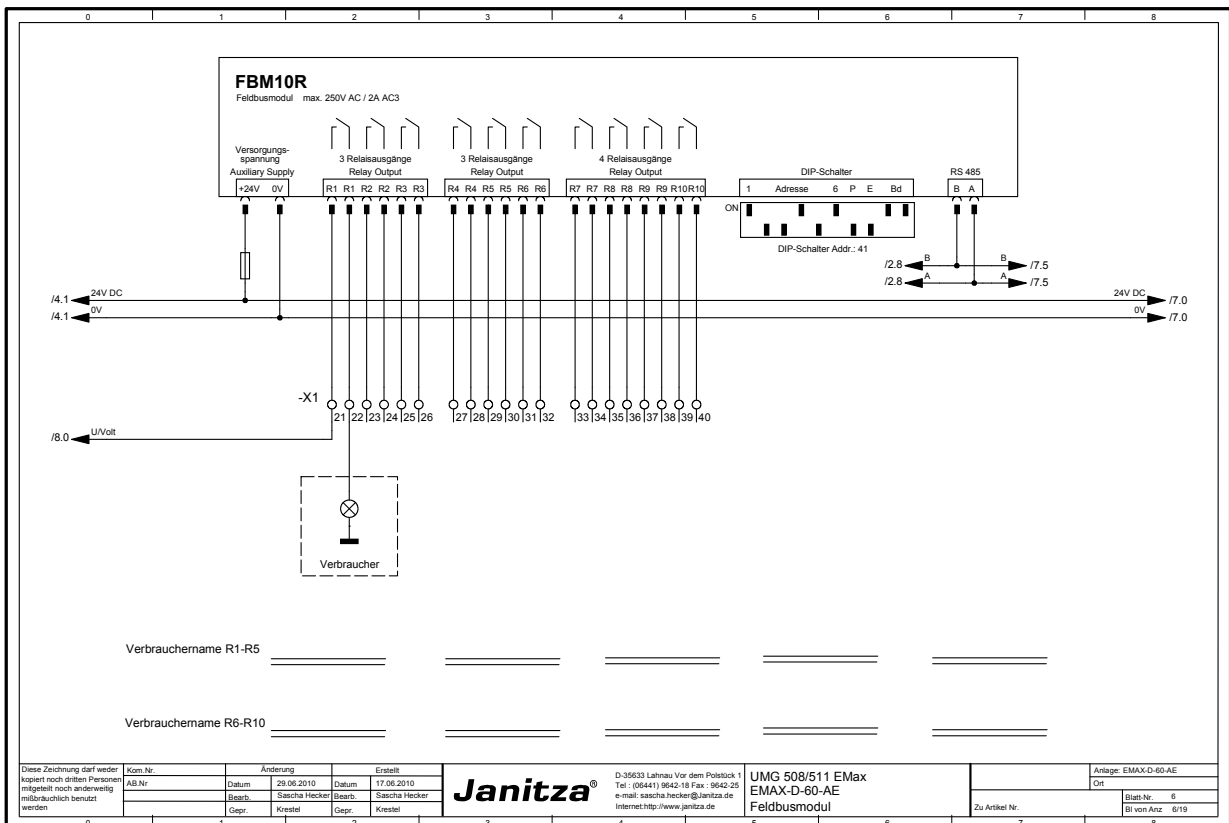 0 1 2 3 4 5 6 7 8
FBM10R
Feldbusmodul max. 250V AC / 2A AC3
Versorgungs-
spannung
Auxiliary Supply
+24V 0V
3 Relaisausgänge
Relay Output
R1 R1 R2 R2 R3 R3
3 Relaisausgänge
Relay Output
R4 R4 R5 R5 R6 R6
4 Relaisausgänge
Relay Output
R7 R7 R8 R8 R9 R9 R10 R10
DIP-Schalter
1 Adresse 6 P E Bd
ON
DIP-Schalter Addr.: 41
RS 485
B A
/2.8 B B /7.5
/2.8 A A /7.5
/4.1 24V DC 24V DC /7.0
/4.1 0V 0V /7.0
-X1
21 22 23 24 25 26 27 28 29 30 31 32 33 34 35 36 37 38 39 40
/8.0 U/Volt
Verbraucher
Verbrauchername R1-R5
Verbrauchername R6-R10
Diese Zeichnung darf weder
kopiert noch dritten Personen
mitgeteilt noch anderweitig
mißbräuchlich benutzt
werden
Kom.Nr.
AB.Nr
Änderung Erstellt
Datum 29.06.2010 Datum 17.06.2010
Bearb. Sascha Hecker Bearb. Sascha Hecker
Gepr. Krestel Gepr. Krestel
Janitza®
D-35633 Lahnau Vor dem Polstück 1
Tel : (06441) 9642-18 Fax : 9642-25
e-mail: sascha.hecker@Janitza.de
Internet:http://www.janitza.de
UMG 508/511 EMax
EMAX-D-60-AE
Feldbusmodul
Zu Artikel Nr.
Anlage: EMAX-D-60-AE
Ort
Blatt-Nr. 6
Bl von Anz 6/19
0 1 2 3 4 5 6 7 8